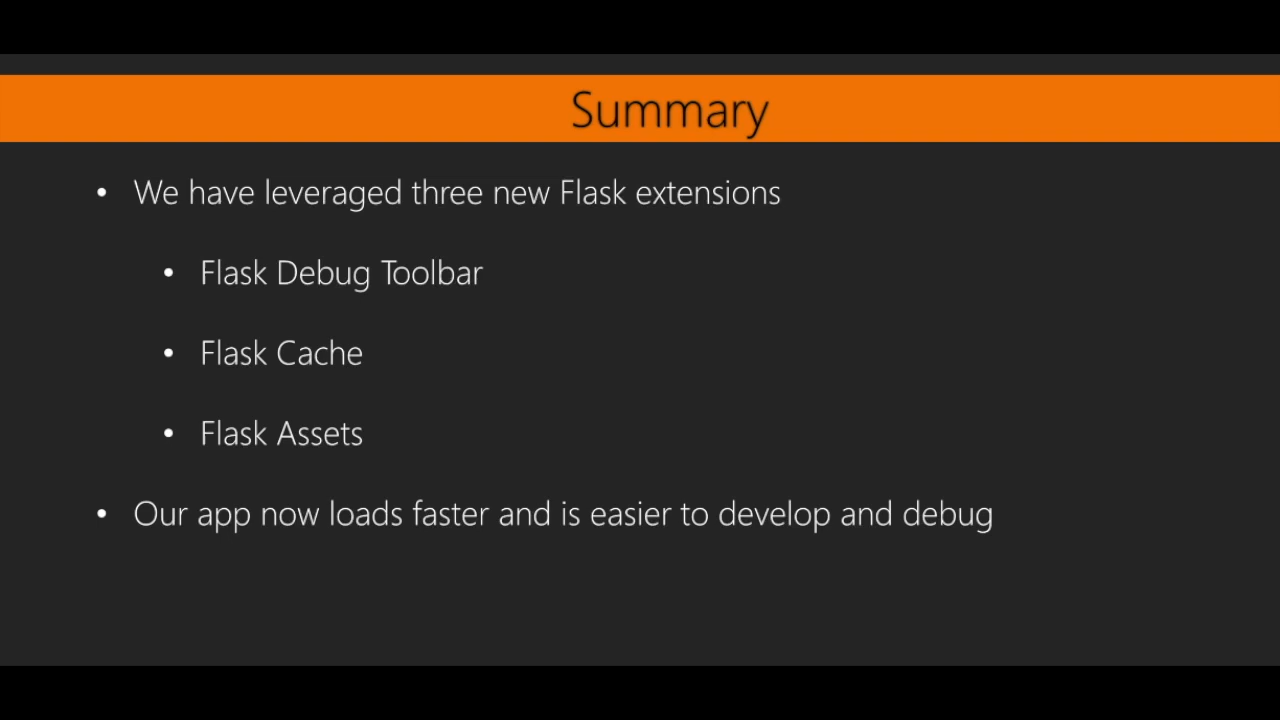 Summary
• We have leveraged three new Flask extensions
• Flask Debug Toolbar
• Flask Cache
• Flask Assets
• Our app now loads faster and is easier to develop and debug